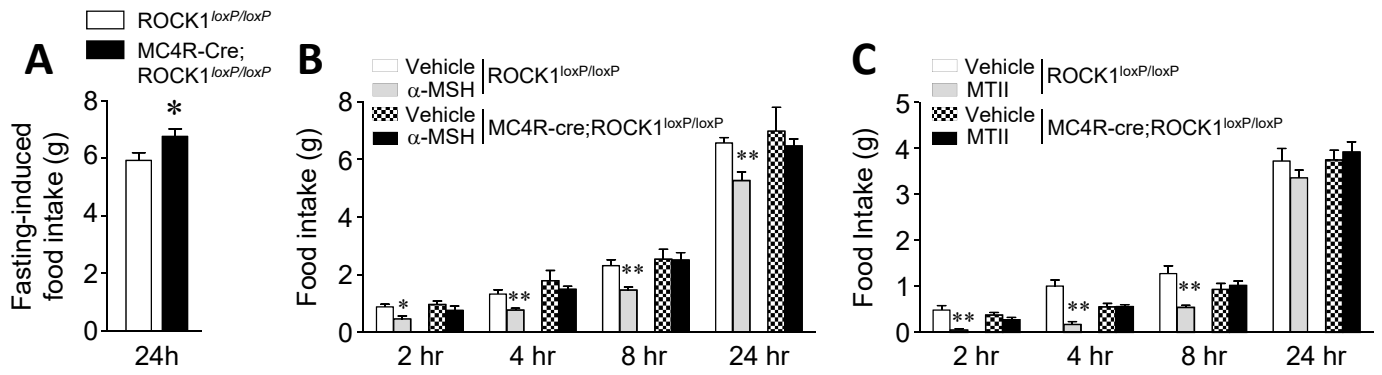 A
ROCK1loxP/loxP
MC4R-Cre;
ROCK1loxP/loxP
Fasting-induced
food intake (g)
8
6
4
2
0
*
24h
B
Vehicle
α-MSH
ROCK1loxP/loxP
Vehicle
α-MSH
MC4R-cre;ROCK1loxP/loxP
Food intake (g)
8
6
4
2
0
*
**
**
**
2 hr
4 hr
8 hr
24 hr
C
Vehicle
MTII
ROCK1loxP/loxP
Vehicle
MTII
MC4R-cre;ROCK1loxP/loxP
Food Intake (g)
5
4
3
2
1
0
**
**
**
2 hr
4 hr
8 hr
24 hr